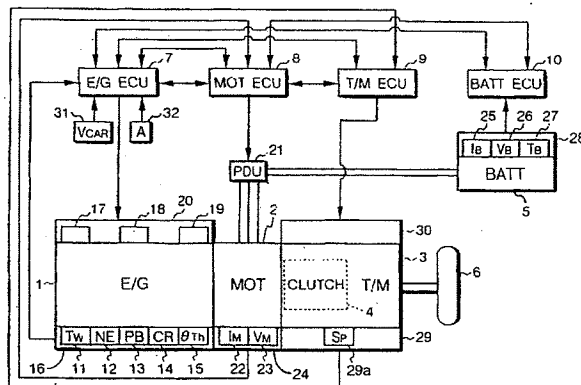 7 8 9 10
E/G ECU MOT ECU T/M ECU BATT ECU
31 32 25 26 27
VCAR A IB VB TB 28
21
PDU BATT
5
17 18 20 19 2 30
1 E/G MOT CLUTCH T/M 3 6
4
TW NE PB CR θTh IM VM SP 29
16 11 12 13 14 15 22 23 24 29a